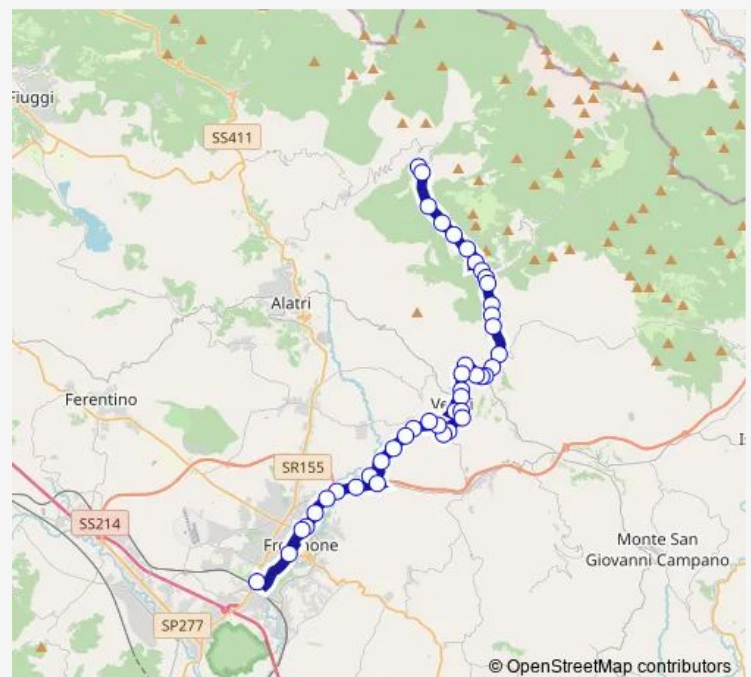 Fiuggi
SS411
Alatri
Ferentino
SR155
SS214
Monte San
Giovanni Campano
SP277
© OpenStreetMap contributors